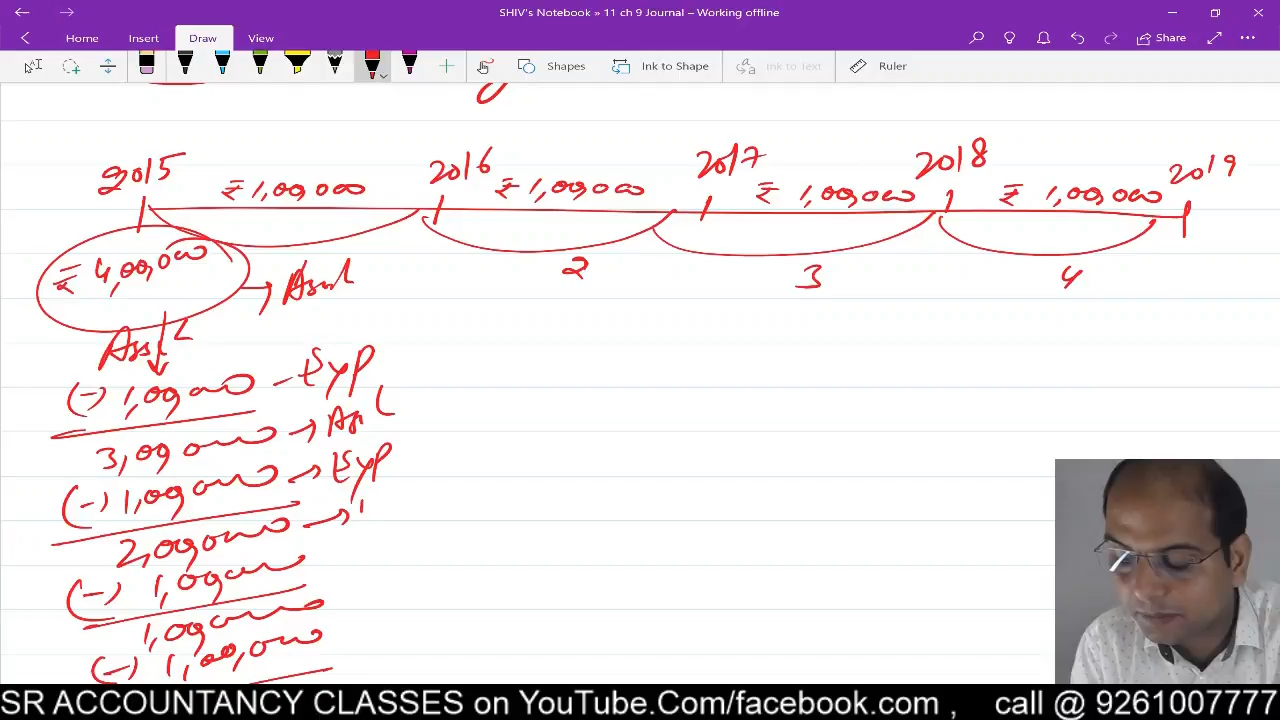 SHIV's Notebook » 11 ch 9 Journal – Working offline
Home Insert Draw View
Share
Shapes Ink to Shape Ink to Text Ruler
2015 2016 2017 2018 2019
₹ 1,00,000 ₹ 1,00,000 ₹ 1,00,000 ₹ 1,00,000
₹ 4,00,000 → Asset
2 3 4
Asset
(-) 1,00,000 - Exp
3,00,000 → Asset
(-) 1,00,000 → Exp
2,00,000 →
(-) 1,00,000
1,00,000
(-) 1,00,000
SR ACCOUNTANCY CLASSES on YouTube.Com/facebook.com , call @ 9261007777